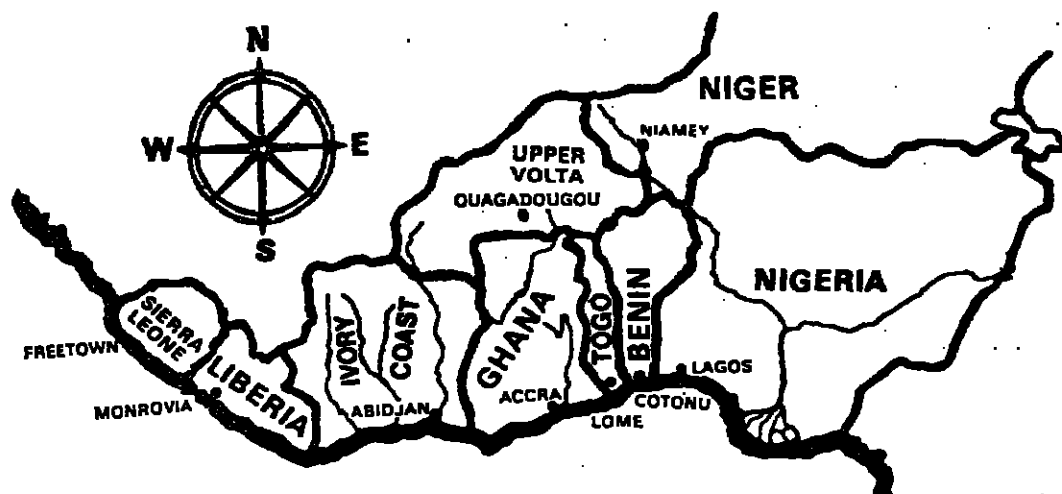 N
W
E
S
NIGER
NIAMEY
UPPER
VOLTA
OUAGADOUGOU
NIGERIA
SIERRA
LEONE
FREETOWN
LIBERIA
MONROVIA
IVORY
COAST
ABIDJAN
GHANA
ACCRA
TOGO
LOME
BENIN
COTONU
LAGOS